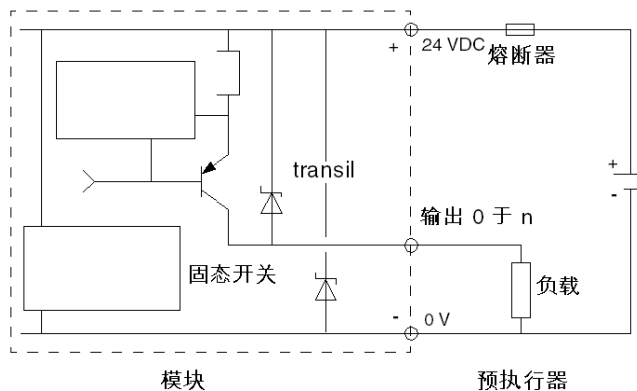 + 24 VDC
熔断器
transil
+
-
输出 0 于 n
固态开关
负载
- 0 V
模块
预执行器